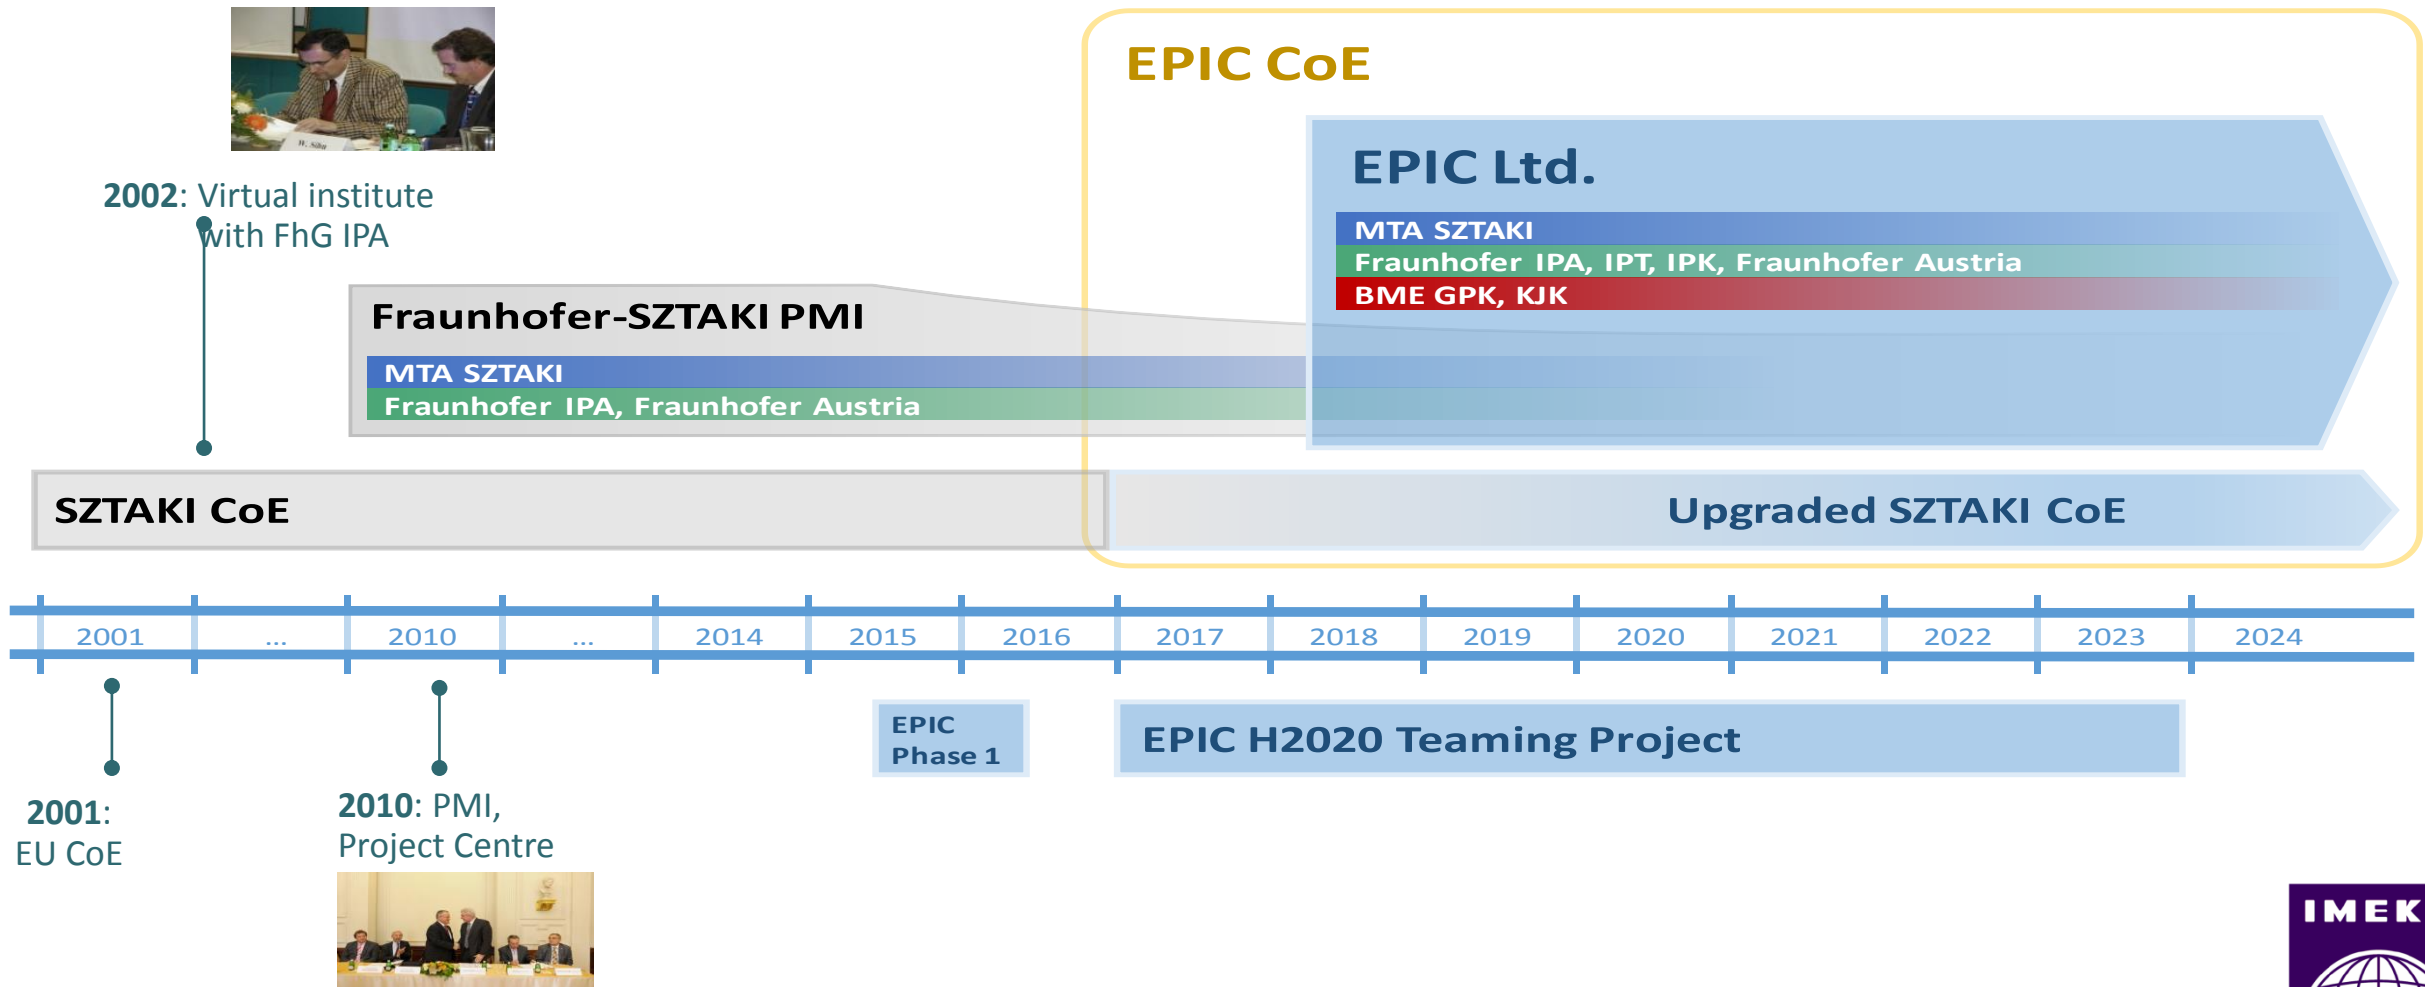 EPIC CoE
W. Sihn
2002: Virtual institute
with FhG IPA
EPIC Ltd.
MTA SZTAKI
Fraunhofer IPA, IPT, IPK, Fraunhofer Austria
BME GPK, KJK
Fraunhofer-SZTAKI PMI
MTA SZTAKI
Fraunhofer IPA, Fraunhofer Austria
SZTAKI CoE
Upgraded SZTAKI CoE
2001 ... 2010 ... 2014 2015 2016 2017 2018 2019 2020 2021 2022 2023 2024
EPIC
Phase 1
EPIC H2020 Teaming Project
2001:
EU CoE
2010: PMI,
Project Centre
IMEK